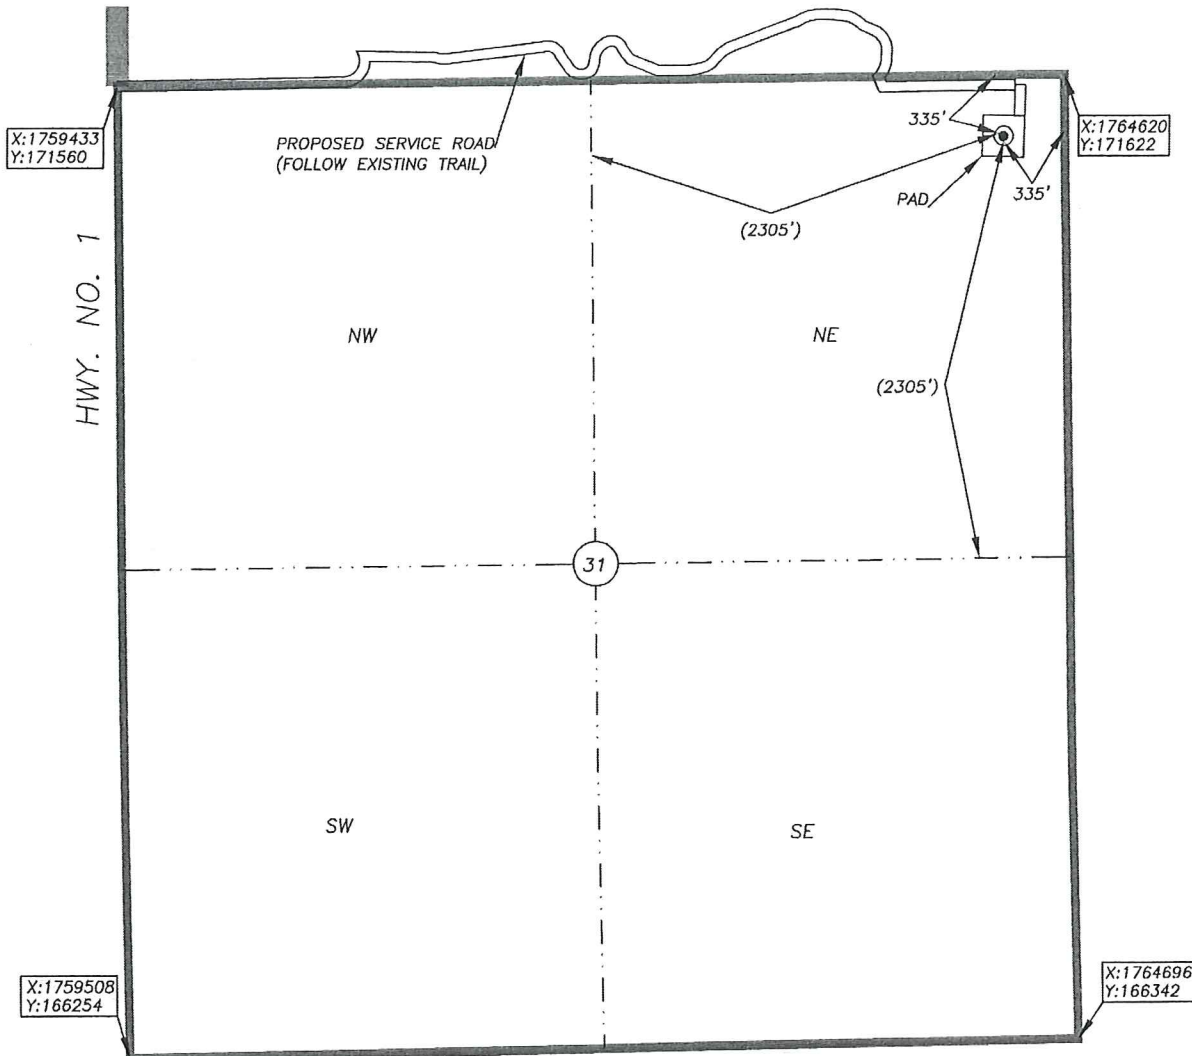 X:1759433
Y:171560
PROPOSED SERVICE ROAD
(FOLLOW EXISTING TRAIL)
335'
X:1764620
Y:171622
PAD
335'
(2305')
HWY. NO. 1
NW
NE
(2305')
31
SW
SE
X:1759508
Y:166254
X:1764696
Y:166342